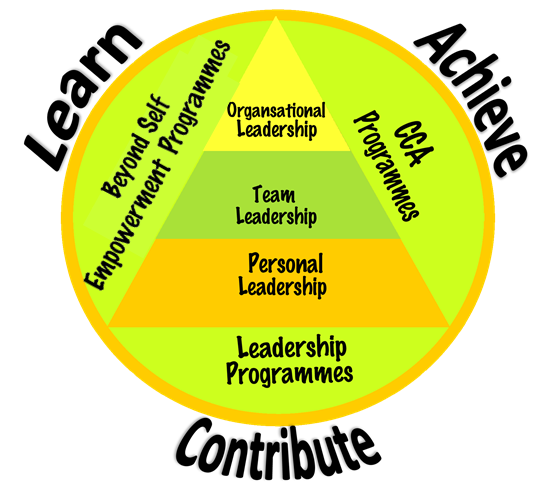 Learn
Achieve
Beyond Self
Empowerment Programmes
CCA
Programmes
Organsational
Leadership
Team
Leadership
Personal
Leadership
Leadership
Programmes
Contribute